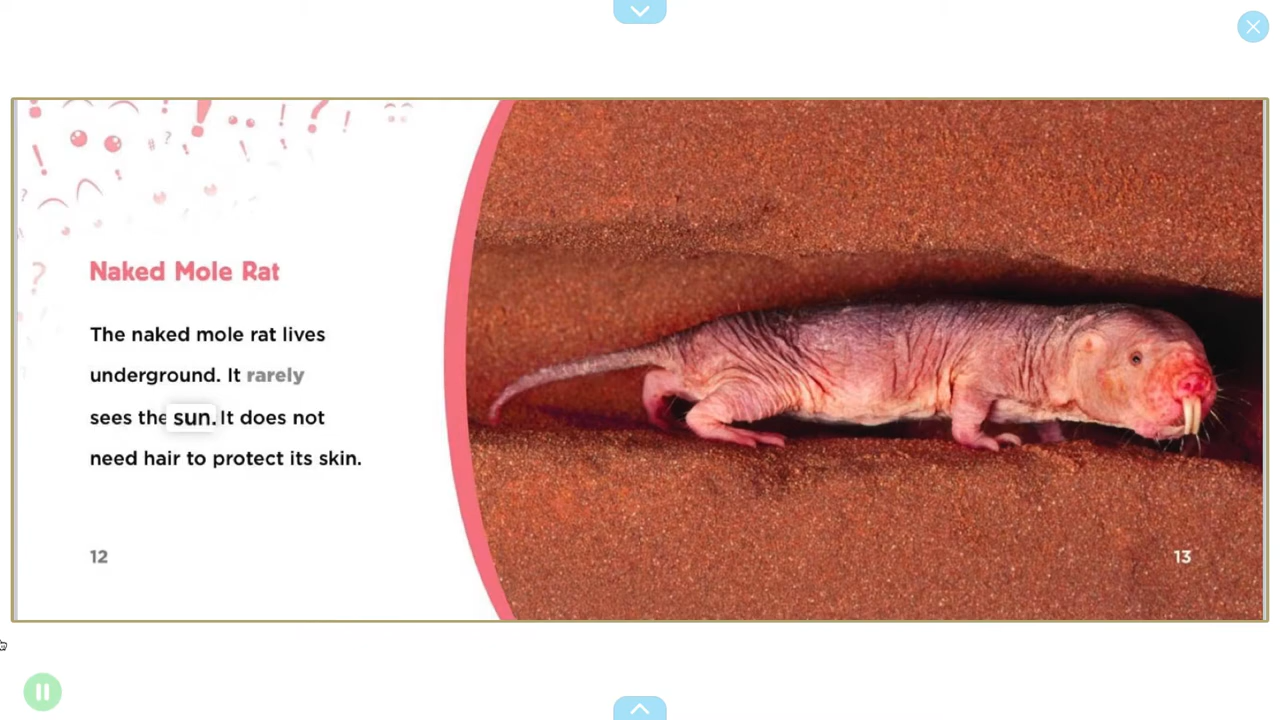 Naked Mole Rat
The naked mole rat lives
underground. It rarely
sees the sun. It does not
need hair to protect its skin.
12
13